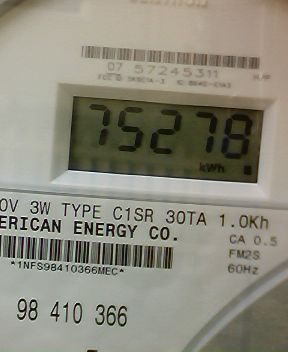 07 57245311
75278
kWh
0V 3W TYPE C1SR 30TA 1.0Kh
ERICAN ENERGY CO.
CA 0.5
FM2S
60Hz
*1NFS98410366MEC*
98 410 366